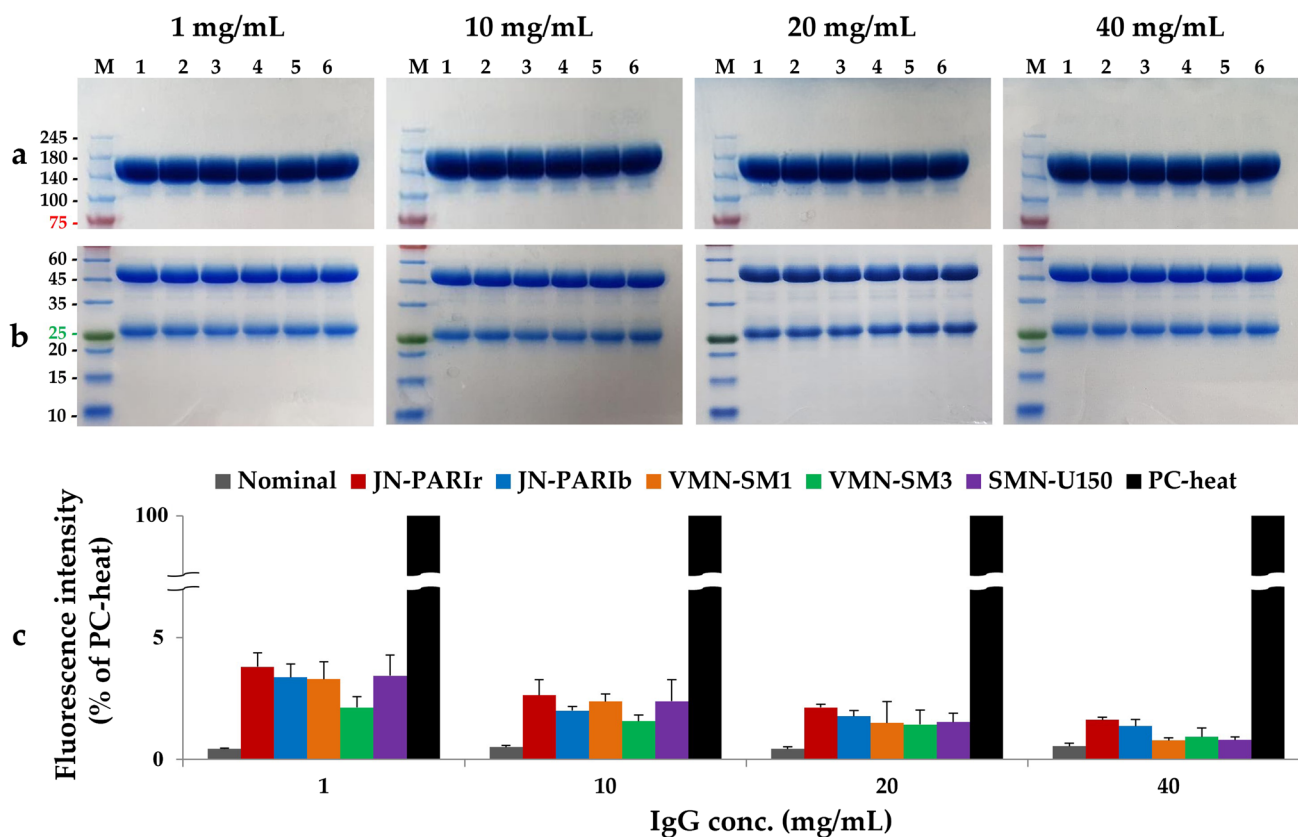 1 mg/mL 10 mg/mL 20 mg/mL 40 mg/mL
M 1 2 3 4 5 6 M 1 2 3 4 5 6 M 1 2 3 4 5 6 M 1 2 3 4 5 6
245 -
a
180 -
140 -
100 -
75 -
60 -
45 -
35 -
b
25 -
20 -
15 -
10 -
Nominal JN-PARIr JN-PARIb VMN-SM1 VMN-SM3 SMN-U150 PC-heat
c
Fluorescence intensity
(% of PC-heat)
100
5
0
1 10 20 40
IgG conc. (mg/mL)